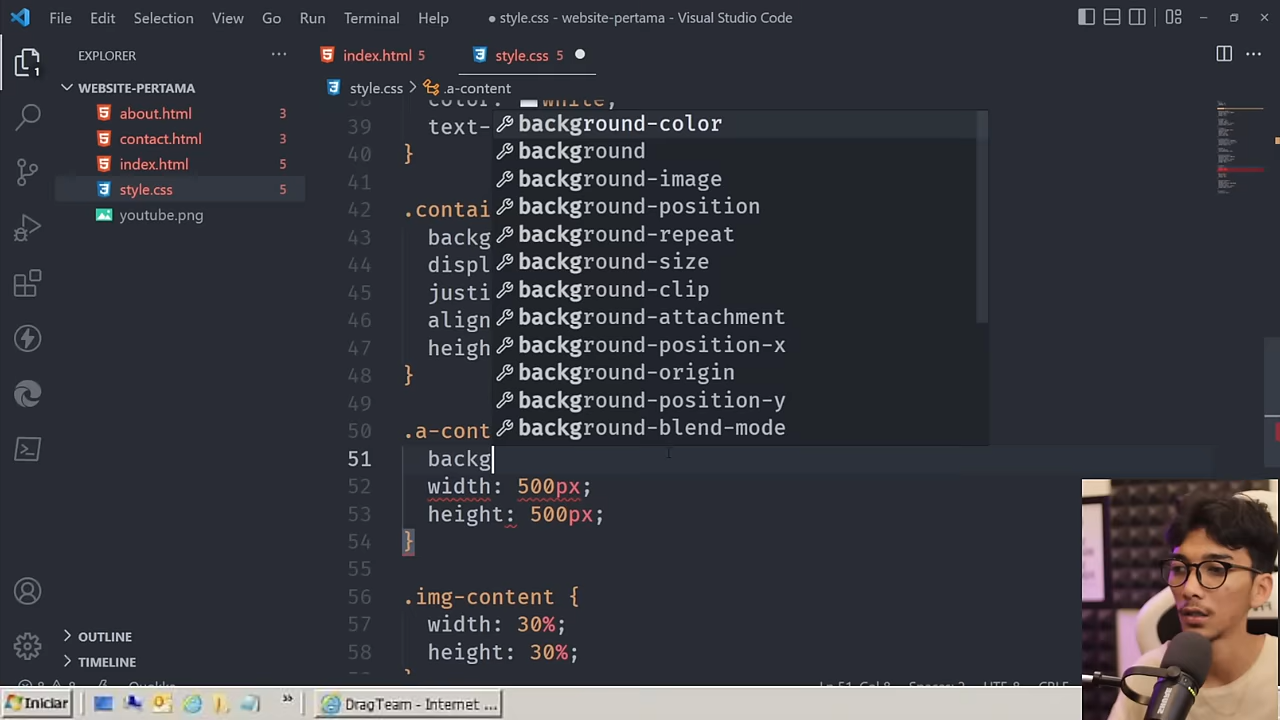 File Edit Selection View Go Run Terminal Help
● style.css - website-pertama - Visual Studio Code
EXPLORER
index.html 5
style.css 5
WEBSITE-PERTAMA
style.css > .a-content
about.html 3
contact.html 3
index.html 5
style.css 5
youtube.png
39 text-
40 }
41
42 .contai
43 backg
44 displ
45 justi
46 align
47 heigh
48 }
49
50 .a-cont
51 backg
52 width: 500px;
53 height: 500px;
54 }
55
56 .img-content {
57 width: 30%;
58 height: 30%;
background-color
background
background-image
background-position
background-repeat
background-size
background-clip
background-attachment
background-position-x
background-origin
background-position-y
background-blend-mode
1
OUTLINE
TIMELINE
Iniciar
DragTeam - Internet ...